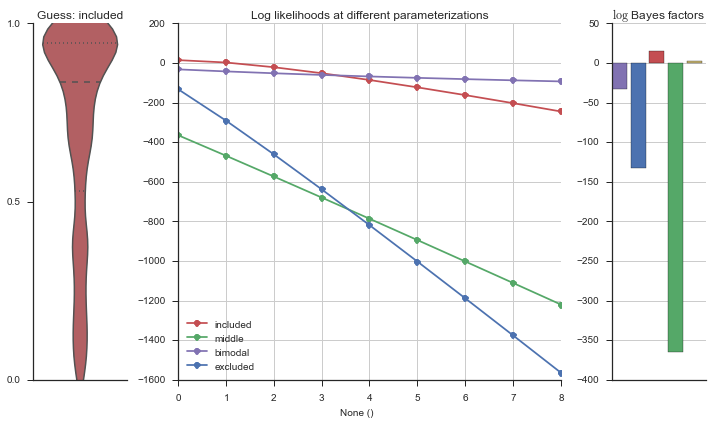 Guess: included
1.0
0.5
0.0
Log likelihoods at different parameterizations
200
0
−200
−400
−600
−800
−1000
−1200
−1400
−1600
included
middle
bimodal
excluded
0 1 2 3 4 5 6 7 8
None ()
log Bayes factors
50
0
−50
−100
−150
−200
−250
−300
−350
−400